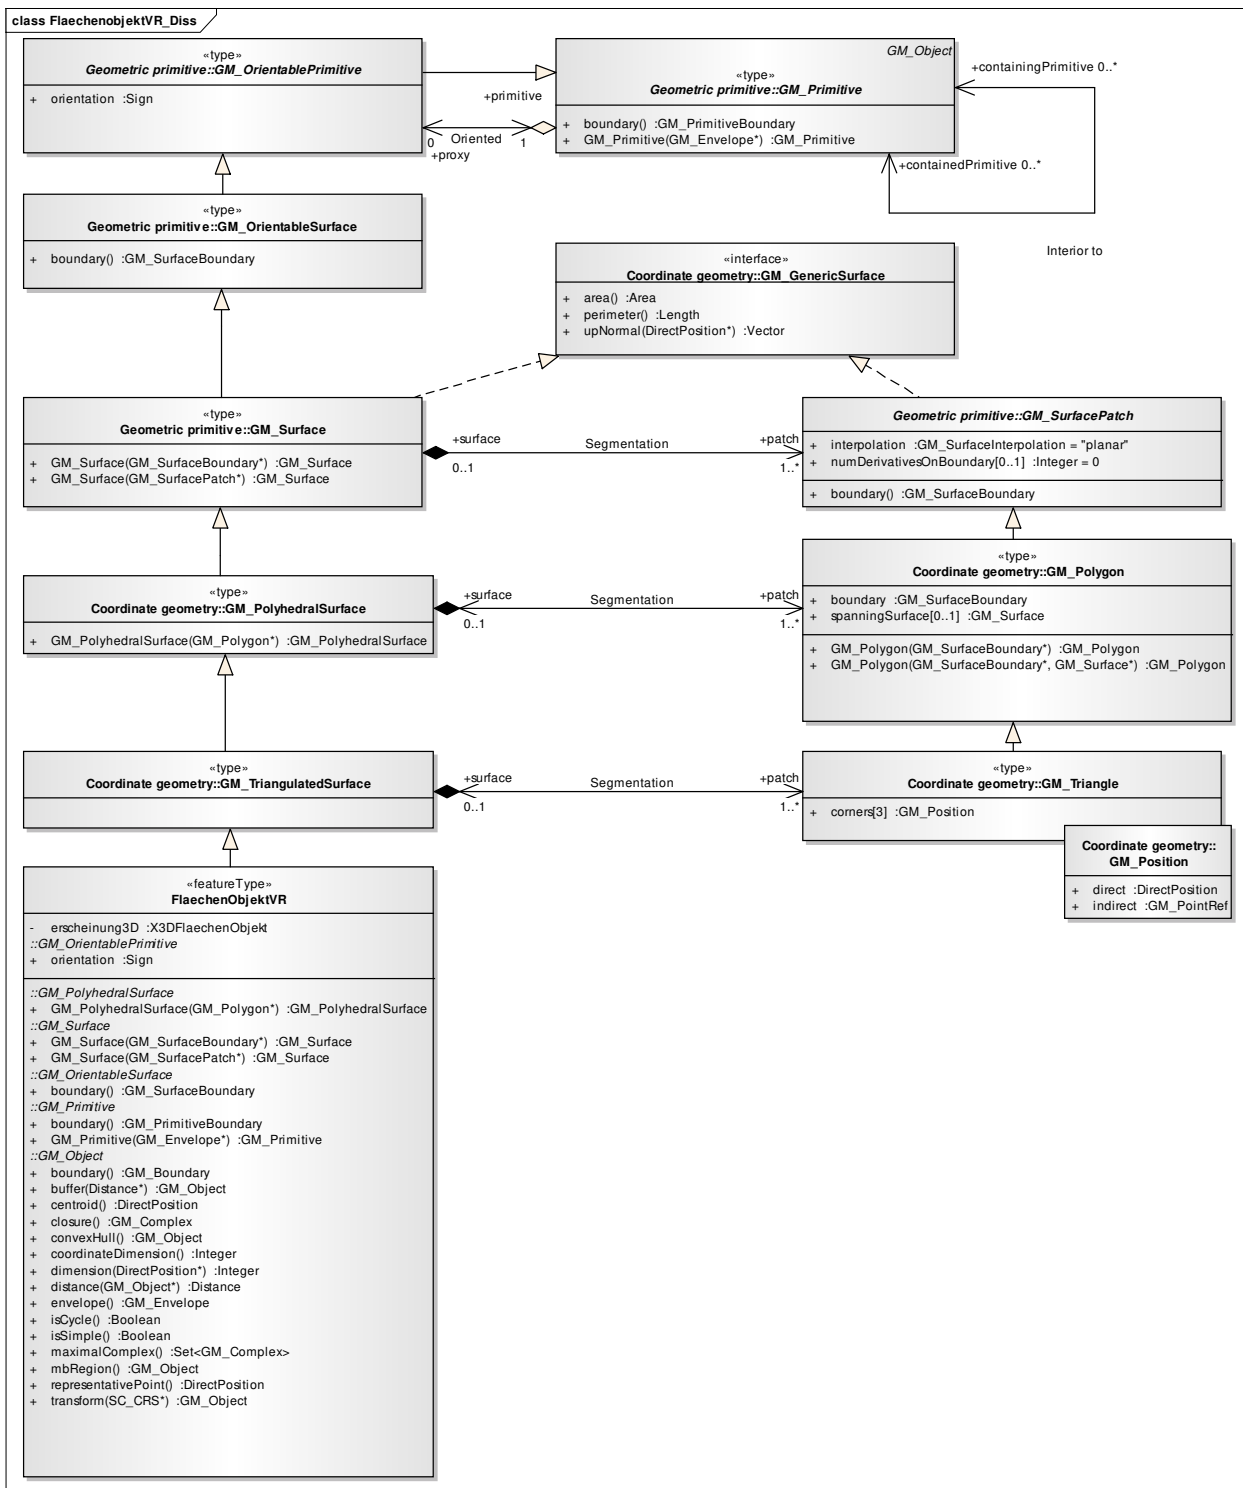 class FlaechenobjektVR_Diss
«type»
Geometric primitive::GM_OrientablePrimitive
+ orientation :Sign
GM_Object
«type»
Geometric primitive::GM_Primitive
+ boundary() :GM_PrimitiveBoundary
+ GM_Primitive(GM_Envelope*) :GM_Primitive
+primitive
0 Oriented 1
+proxy
+containingPrimitive 0..*
+containedPrimitive 0..*
Interior to
«type»
Geometric primitive::GM_OrientableSurface
+ boundary() :GM_SurfaceBoundary
«interface»
Coordinate geometry::GM_GenericSurface
+ area() :Area
+ perimeter() :Length
+ upNormal(DirectPosition*) :Vector
«type»
Geometric primitive::GM_Surface
+ GM_Surface(GM_SurfaceBoundary*) :GM_Surface
+ GM_Surface(GM_SurfacePatch*) :GM_Surface
+surface Segmentation +patch
0..1 1..*
Geometric primitive::GM_SurfacePatch
+ interpolation :GM_SurfaceInterpolation = "planar"
+ numDerivativesOnBoundary[0..1] :Integer = 0
+ boundary() :GM_SurfaceBoundary
«type»
Coordinate geometry::GM_PolyhedralSurface
+ GM_PolyhedralSurface(GM_Polygon*) :GM_PolyhedralSurface
+surface Segmentation +patch
0..1 1..*
«type»
Coordinate geometry::GM_Polygon
+ boundary :GM_SurfaceBoundary
+ spanningSurface[0..1] :GM_Surface
+ GM_Polygon(GM_SurfaceBoundary*) :GM_Polygon
+ GM_Polygon(GM_SurfaceBoundary*, GM_Surface*) :GM_Polygon
«type»
Coordinate geometry::GM_TriangulatedSurface
+surface Segmentation +patch
0..1 1..*
«type»
Coordinate geometry::GM_Triangle
+ corners[3] :GM_Position
Coordinate geometry::
GM_Position
+ direct :DirectPosition
+ indirect :GM_PointRef
«featureType»
FlaechenObjektVR
- erscheinung3D :X3DFlaechenObjekt
::GM_OrientablePrimitive
+ orientation :Sign
::GM_PolyhedralSurface
+ GM_PolyhedralSurface(GM_Polygon*) :GM_PolyhedralSurface
::GM_Surface
+ GM_Surface(GM_SurfaceBoundary*) :GM_Surface
+ GM_Surface(GM_SurfacePatch*) :GM_Surface
::GM_OrientableSurface
+ boundary() :GM_SurfaceBoundary
::GM_Primitive
+ boundary() :GM_PrimitiveBoundary
+ GM_Primitive(GM_Envelope*) :GM_Primitive
::GM_Object
+ boundary() :GM_Boundary
+ buffer(Distance*) :GM_Object
+ centroid() :DirectPosition
+ closure() :GM_Complex
+ convexHull() :GM_Object
+ coordinateDimension() :Integer
+ dimension(DirectPosition*) :Integer
+ distance(GM_Object*) :Distance
+ envelope() :GM_Envelope
+ isCycle() :Boolean
+ isSimple() :Boolean
+ maximalComplex() :Set<GM_Complex>
+ mbRegion() :GM_Object
+ representativePoint() :DirectPosition
+ transform(SC_CRS*) :GM_Object